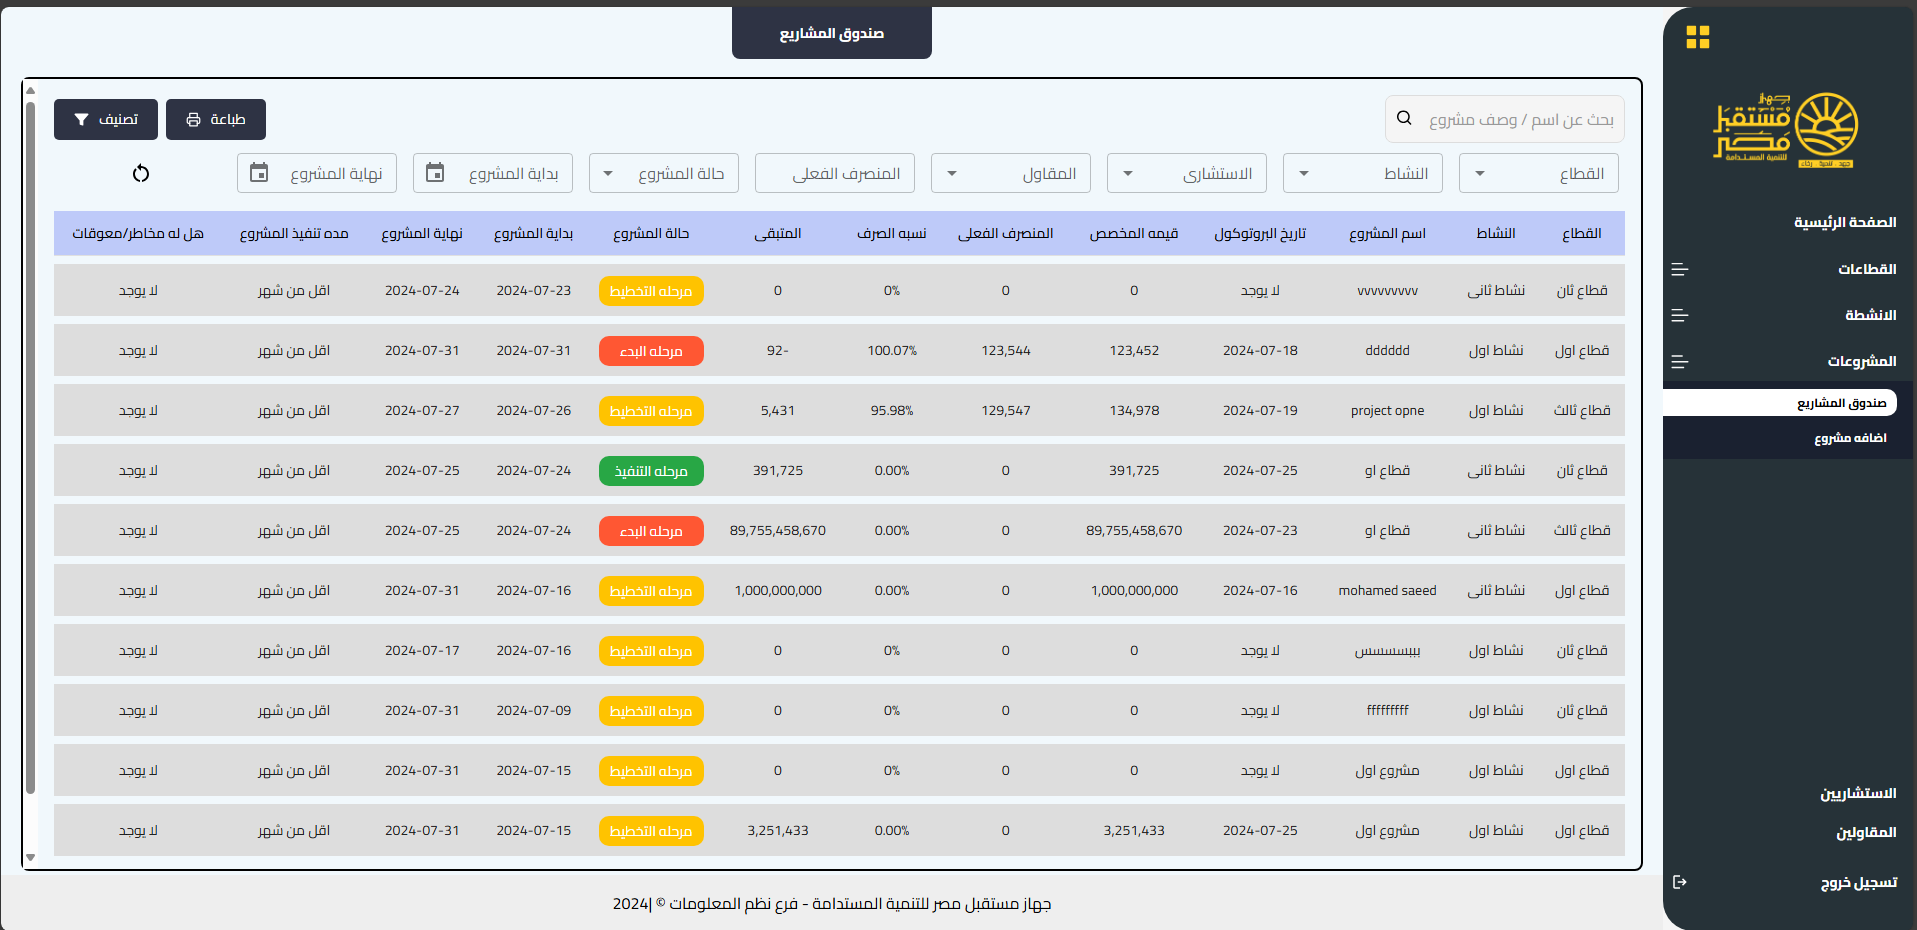 صندوق المشاريع
جهاز
مستقبل
مصر
للتنمية المستدامة
جهد . تنمية . رخاء
الصفحة الرئيسية
القطاعات
الانشطة
المشروعات
صندوق المشاريع
اضافه مشروع
الاستشاريين
المقاولين
تسجيل خروج
بحث عن اسم / وصف مشروع
طباعة
تصنيف
القطاع النشاط الاستشارى المقاول المنصرف الفعلى حالة المشروع بداية المشروع نهاية المشروع
القطاع النشاط اسم المشروع تاريخ البروتوكول قيمه المخصص المنصرف الفعلى نسبه الصرف المتبقى حالة المشروع بداية المشروع نهاية المشروع مده تنفيذ المشروع هل له مخاطر/معوقات
قطاع ثان نشاط ثانى vvvvvvvvv لا يوجد 0 0 0% 0 مرحله التخطيط 2024-07-23 2024-07-24 اقل من شهر لا يوجد
قطاع اول نشاط اول dddddd 2024-07-18 123,452 123,544 100.07% 92- مرحله البدء 2024-07-31 2024-07-31 اقل من شهر لا يوجد
قطاع ثالث نشاط اول project opne 2024-07-19 134,978 129,547 95.98% 5,431 مرحله التخطيط 2024-07-26 2024-07-27 اقل من شهر لا يوجد
قطاع ثان نشاط ثانى قطاع او 2024-07-25 391,725 0 0.00% 391,725 مرحله التنفيذ 2024-07-24 2024-07-25 اقل من شهر لا يوجد
قطاع ثالث نشاط ثانى قطاع او 2024-07-23 89,755,458,670 0 0.00% 89,755,458,670 مرحله البدء 2024-07-24 2024-07-25 اقل من شهر لا يوجد
قطاع اول نشاط ثانى mohamed saeed 2024-07-16 1,000,000,000 0 0.00% 1,000,000,000 مرحله التخطيط 2024-07-16 2024-07-31 اقل من شهر لا يوجد
قطاع ثان نشاط اول بببسسسس لا يوجد 0 0 0% 0 مرحله التخطيط 2024-07-16 2024-07-17 اقل من شهر لا يوجد
قطاع ثان نشاط اول fffffffff لا يوجد 0 0 0% 0 مرحله التخطيط 2024-07-09 2024-07-31 اقل من شهر لا يوجد
قطاع اول نشاط اول مشروع اول لا يوجد 0 0 0% 0 مرحله التخطيط 2024-07-15 2024-07-31 اقل من شهر لا يوجد
قطاع اول نشاط اول مشروع اول 2024-07-25 3,251,433 0 0.00% 3,251,433 مرحله التخطيط 2024-07-15 2024-07-31 اقل من شهر لا يوجد
جهاز مستقبل مصر للتنمية المستدامة - فرع نظم المعلومات © |2024